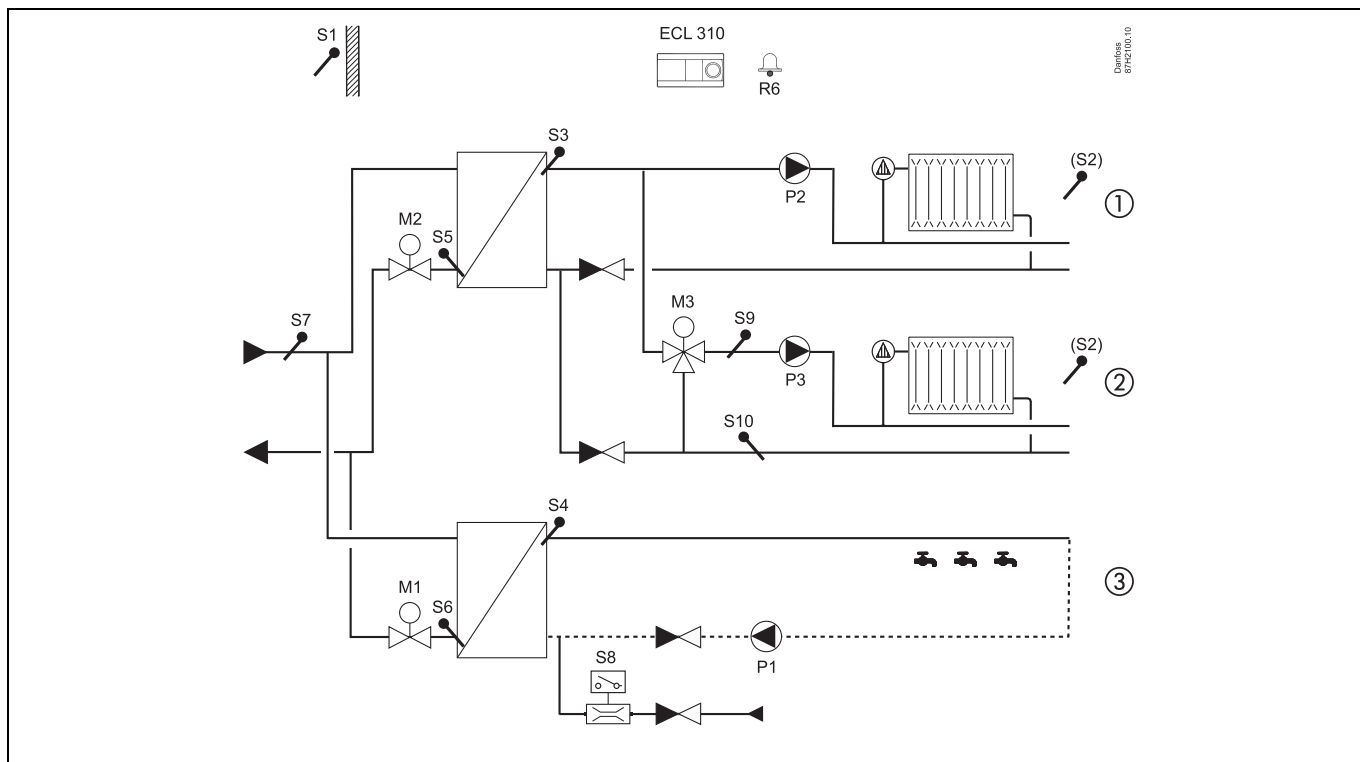 S1
ECL 310
R6
Danfoss
87H2100.10
S3
P2
(S2)
1
M2
S5
S7
M3
S9
P3
(S2)
2
S10
S4
3
M1
S6
P1
S8